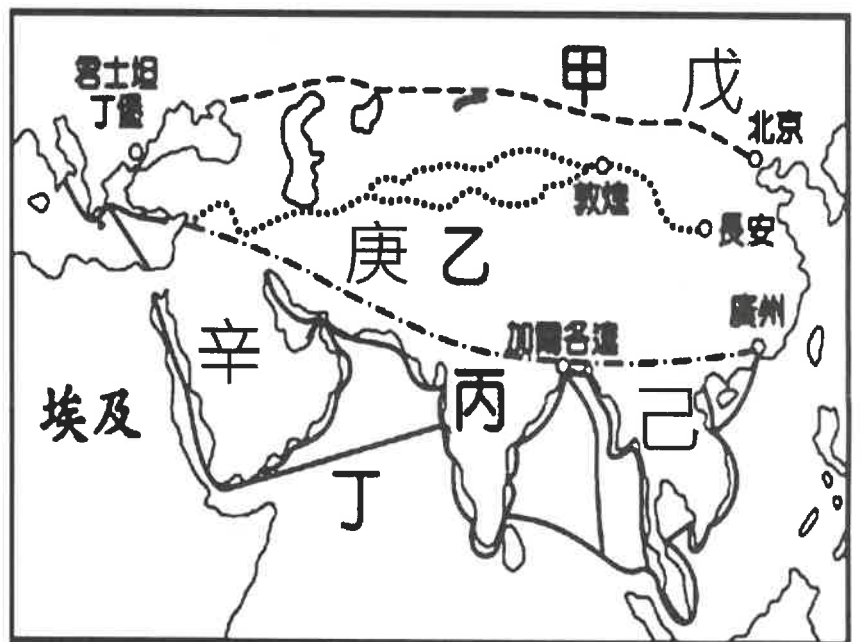 君士坦
丁堡
甲
戊
北京
敦煌
長安
庚
乙
廣州
加爾各達
辛
丙
己
埃及
丁